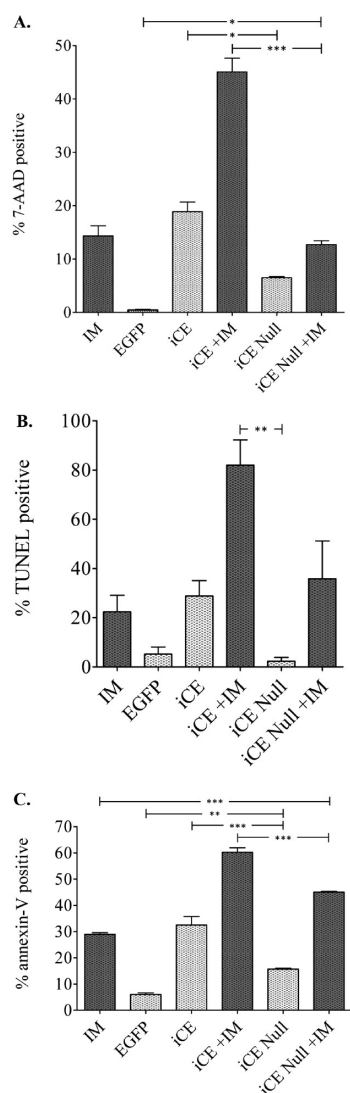 A.
*
*
***
% 7-AAD positive
50
40
30
20
10
0
IM
EGFP
iCE
iCE +IM
iCE Null
iCE Null +IM
B.
**
% TUNEL positive
100
80
60
40
20
0
IM
EGFP
iCE
iCE +IM
iCE Null
iCE Null +IM
C.
***
**
***
***
% annexin-V positive
70
60
50
40
30
20
10
0
IM
EGFP
iCE
iCE +IM
iCE Null
iCE Null +IM